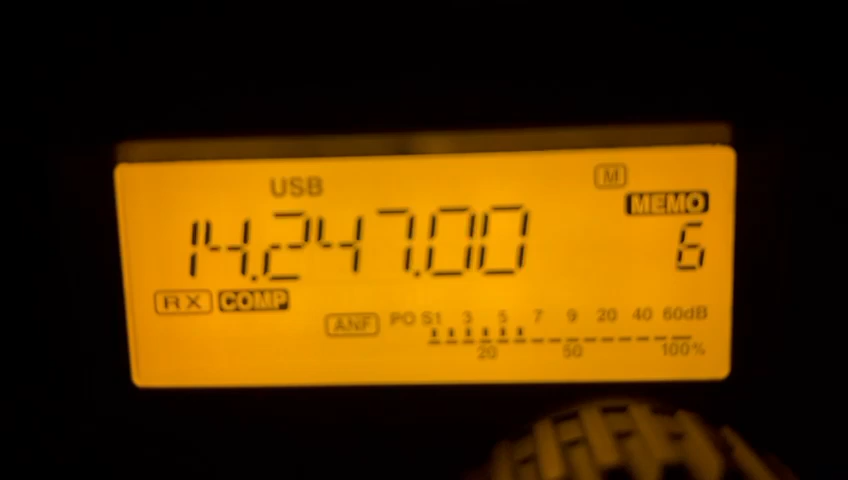 USB M
MEMO
14.247.00 6
RX COMP
ANF PO S1 3 5 7 9 20 40 60dB
20 50 100%